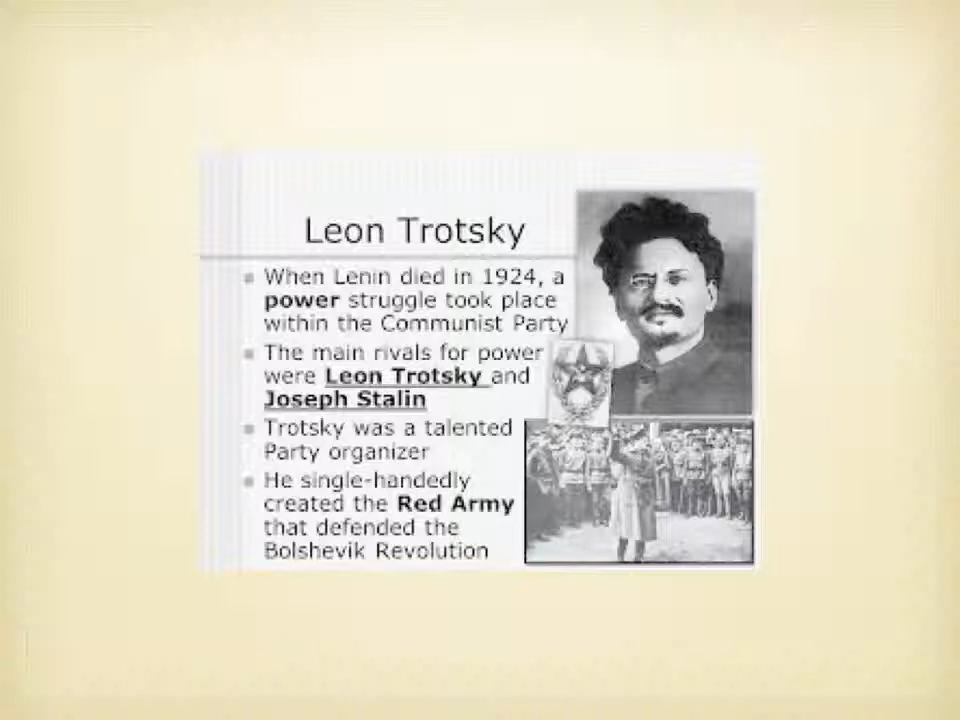 Leon Trotsky
When Lenin died in 1924, a
power struggle took place
within the Communist Party
The main rivals for power
were Leon Trotsky and
Joseph Stalin
Trotsky was a talented
Party organizer
He single-handedly
created the Red Army
that defended the
Bolshevik Revolution